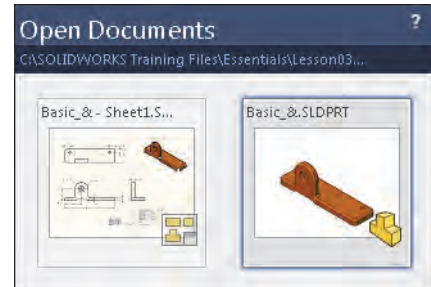 Open Documents
?
C:\SOLIDWORKS Training Files\Essentials\Lesson03...
Basic_& - Sheet1.S...
Basic_&.SLDPRT